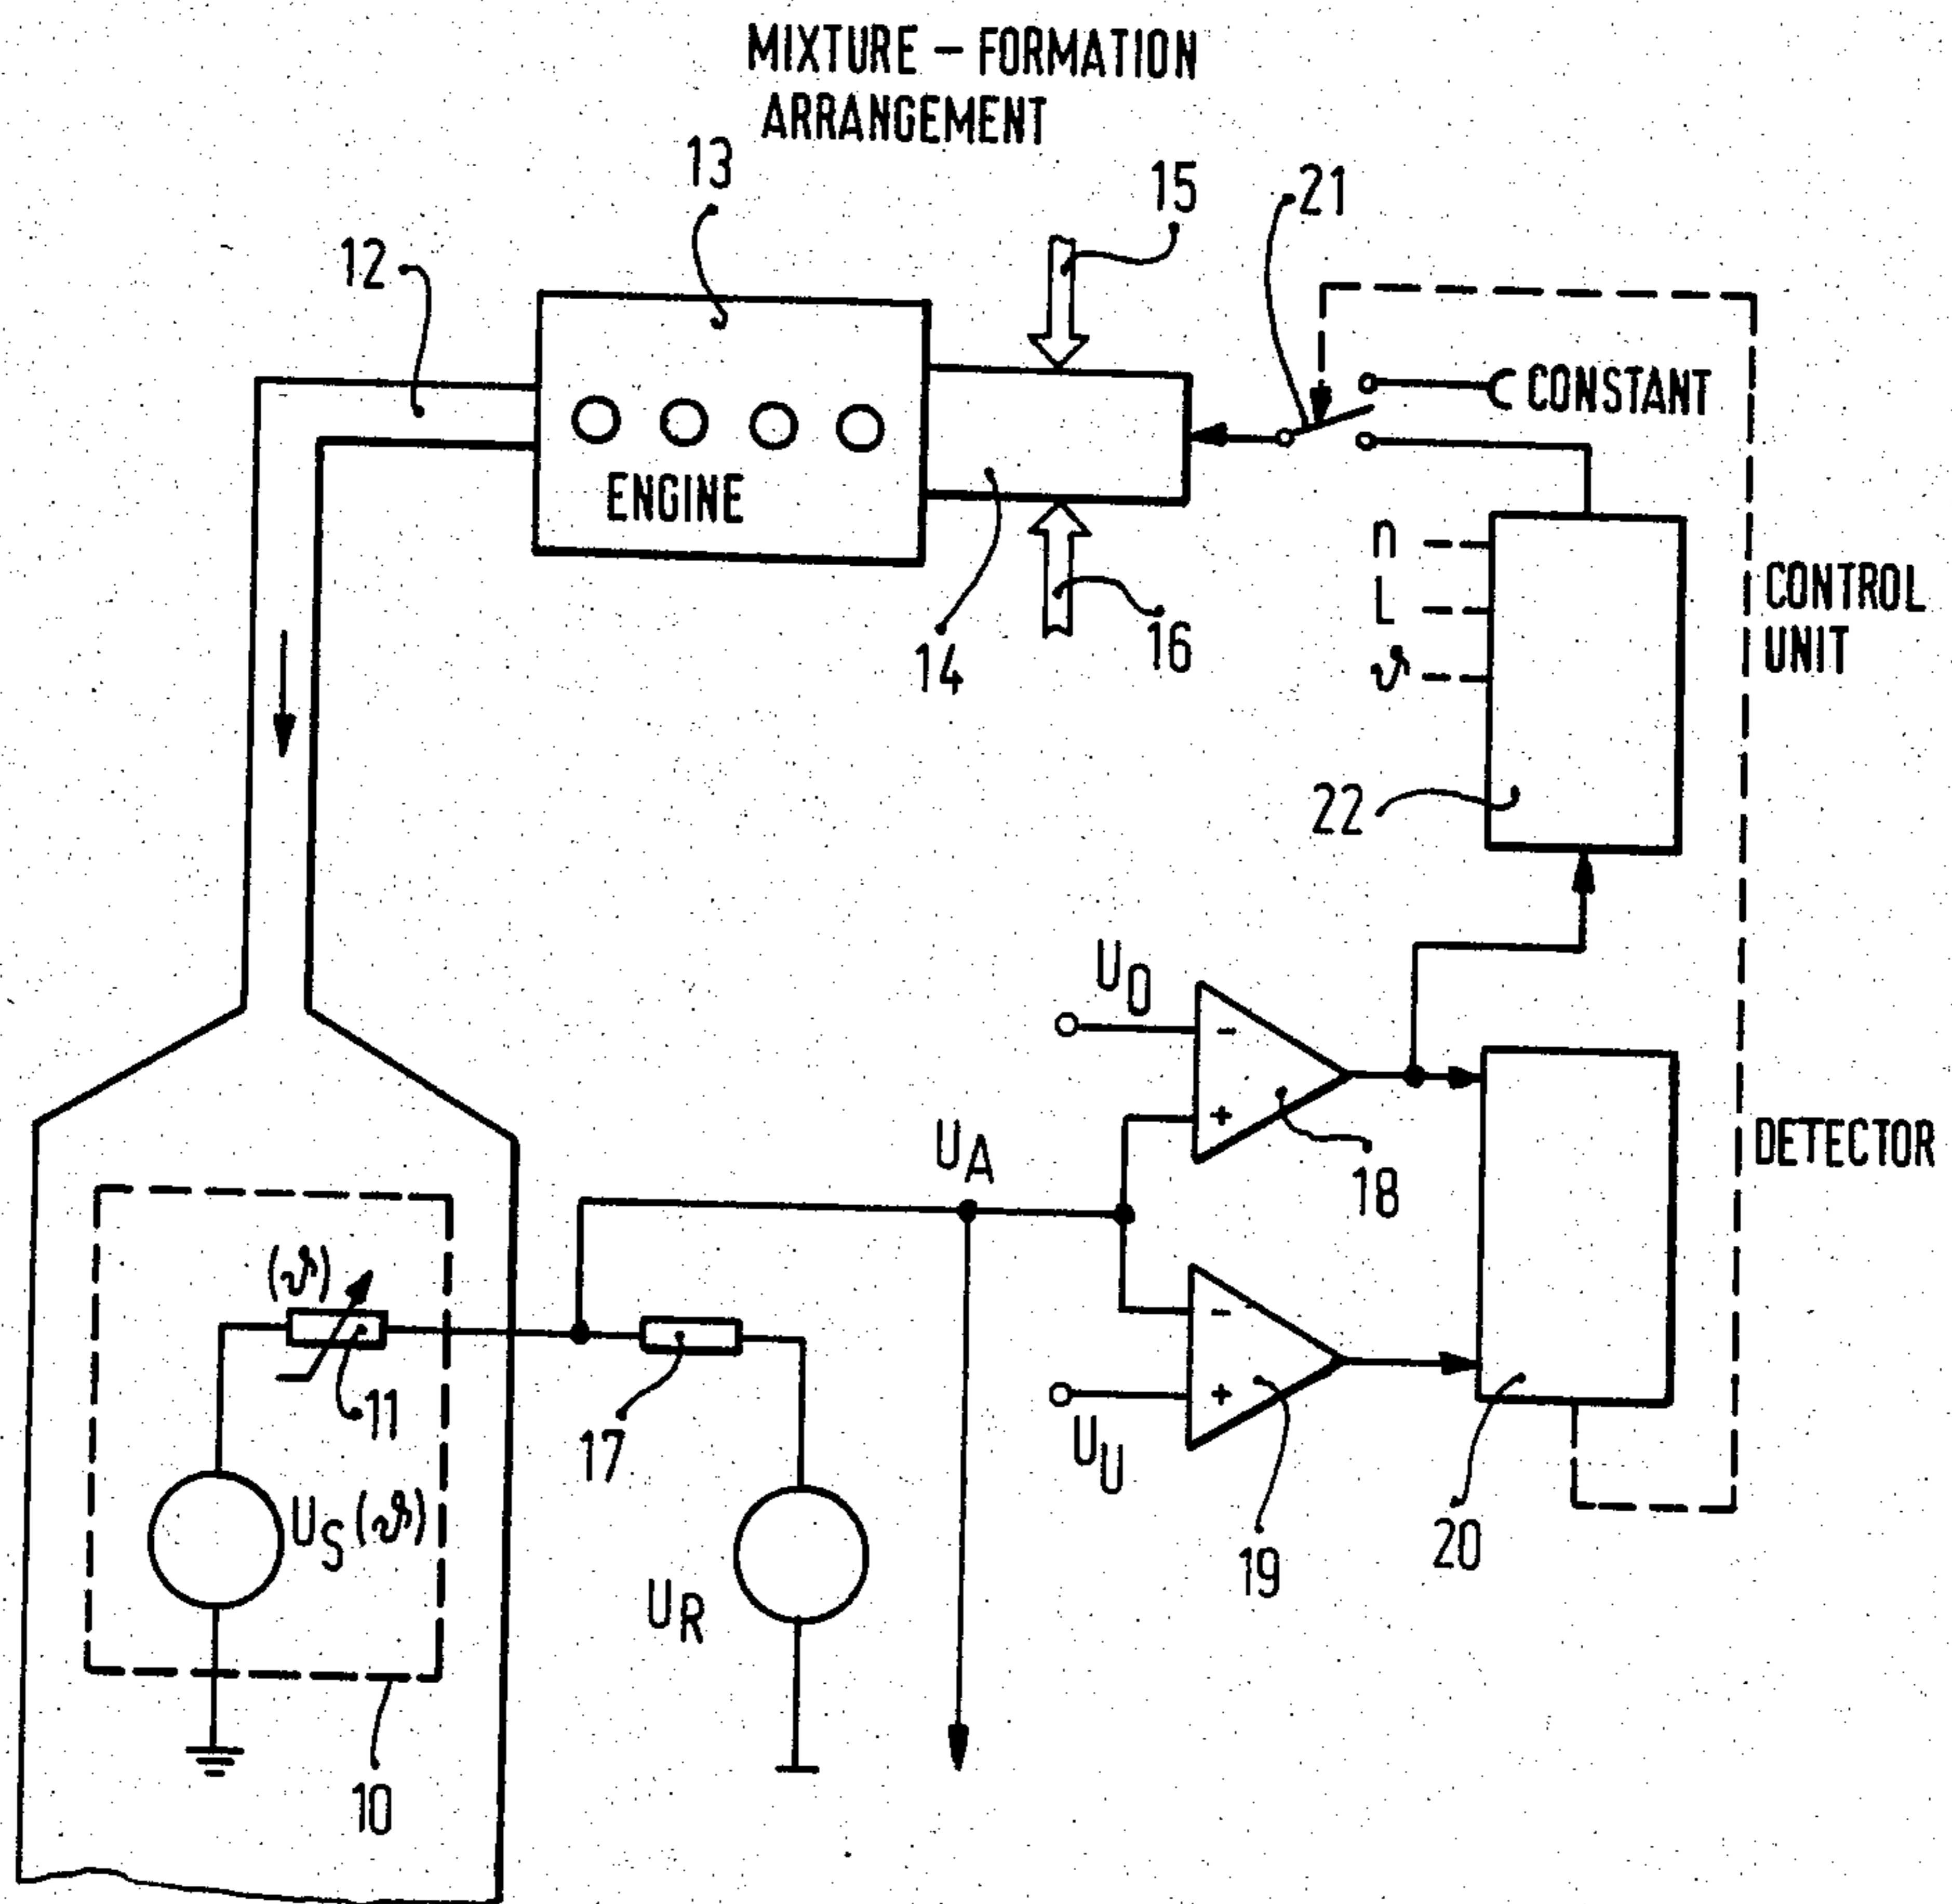 MIXTURE – FORMATION
ARRANGEMENT
13
15
21
12
CONSTANT
ENGINE
n
L
ϑ
CONTROL
UNIT
14
16
22
U0
18
DETECTOR
UA
(ϑ)
11
17
US (ϑ)
UR
UU
19
20
10
- 
+
-
+